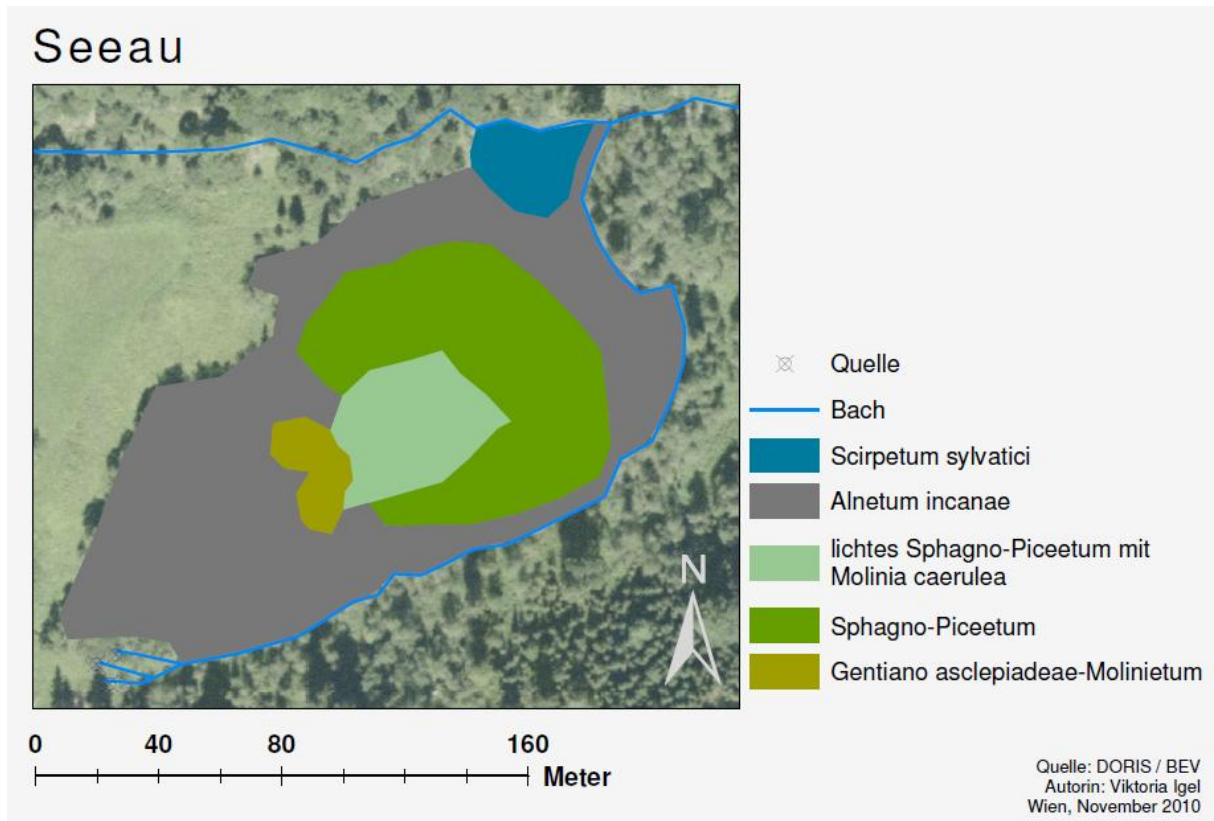 Seeau
N
Quelle
Bach
Scirpetum sylvatici
Alnetum incanae
lichtes Sphagno-Piceetum mit
Molinia caerulea
Sphagno-Piceetum
Gentiano asclepiadeae-Molinietum
0 40 80 160
Meter
Quelle: DORIS / BEV
Autorin: Viktoria Igel
Wien, November 2010